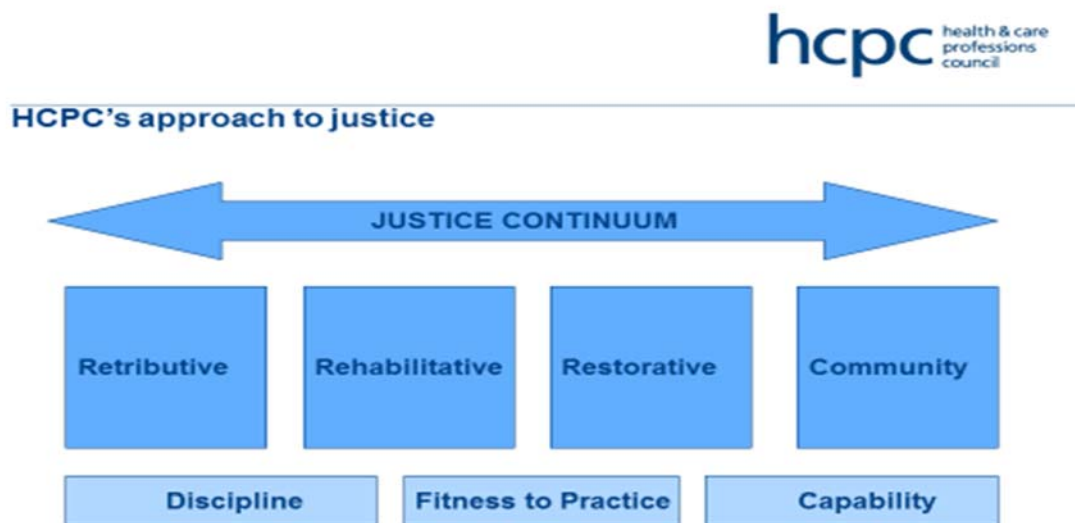 hcpc health & care
professions
council
HCPC's approach to justice
JUSTICE CONTINUUM
Retributive Rehabilitative Restorative Community
Discipline Fitness to Practice Capability